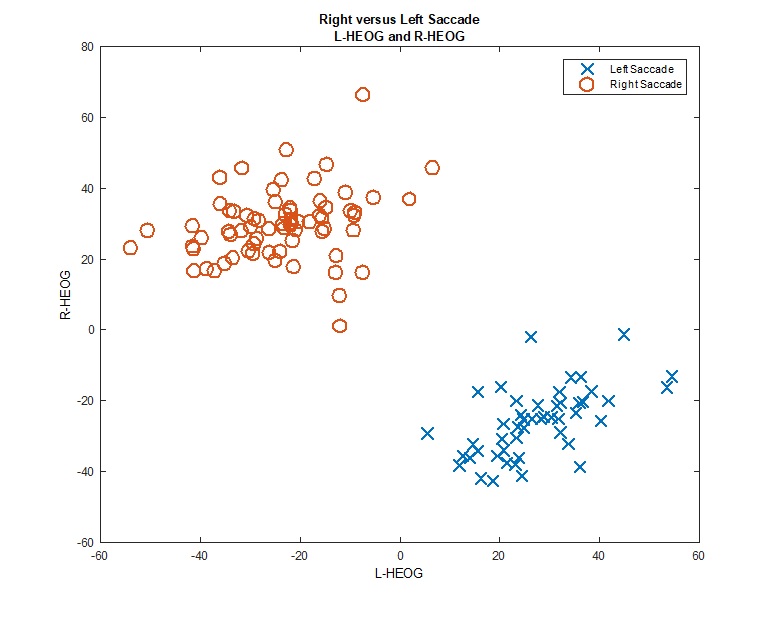 Right versus Left Saccade
L-HEOG and R-HEOG
Left Saccade
Right Saccade
80
60
40
20
0
-20
-40
-60
R-HEOG
-60 -40 -20 0 20 40 60
L-HEOG